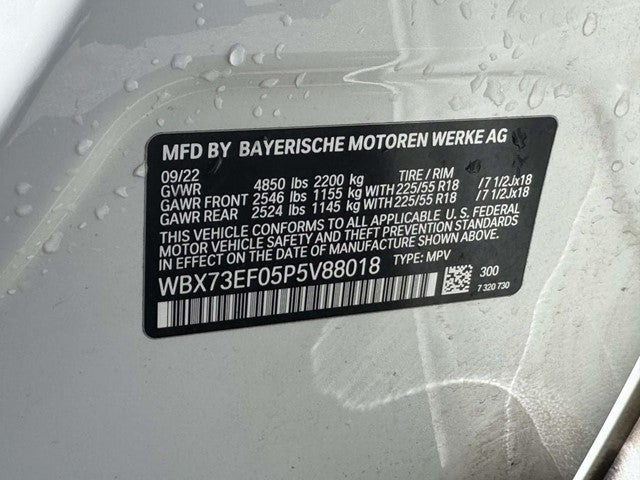 MFD BY BAYERISCHE MOTOREN WERKE AG
09/22 TIRE / RIM
GVWR 4850 lbs 2200 kg
GAWR FRONT 2546 lbs 1155 kg WITH 225/55 R18 /7 1/2Jx18
GAWR REAR 2524 lbs 1145 kg WITH 225/55 R18 /7 1/2Jx18
THIS VEHICLE CONFORMS TO ALL APPLICABLE U.S. FEDERAL
MOTOR VEHICLE SAFETY, BUMPER, AND THEFT PREVENTION STANDARDS
IN EFFECT ON THE DATE OF MANUFACTURE SHOWN ABOVE.
WBX73EF05P5V88018 TYPE: MPV
300
7 320 730